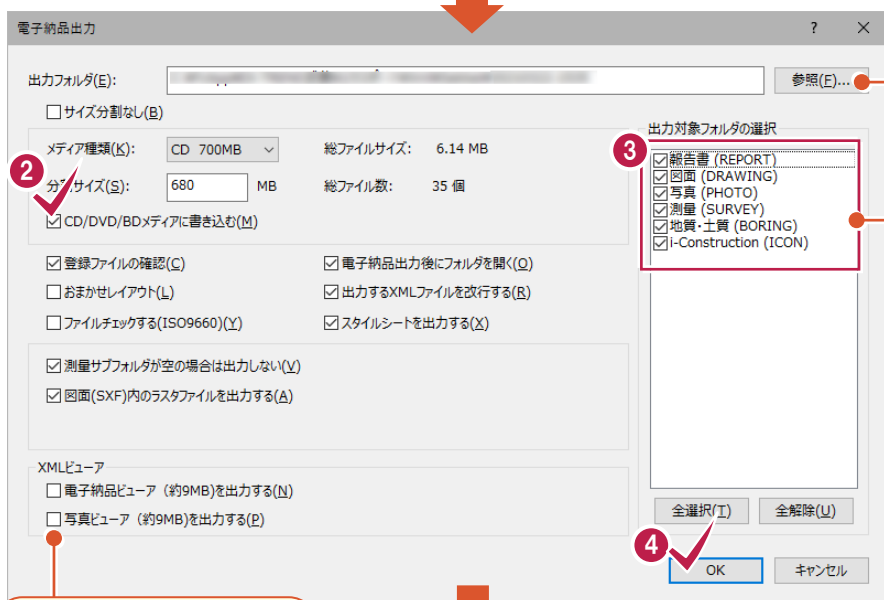 電子納品出力 ? ×
出力フォルダ(E):
参照(F)...
サイズ分割なし(B)
メディア種類(K): CD 700MB 総ファイルサイズ: 6.14 MB
2
分割サイズ(S): 680 MB 総ファイル数: 35 個
CD/DVD/BDメディアに書き込む(M)
登録ファイルの確認(C) 電子納品出力後にフォルダを開く(O)
おまかせレイアウト(L) 出力するXMLファイルを改行する(R)
ファイルチェックする(ISO9660)(Y) スタイルシートを出力する(X)
測量サブフォルダが空の場合は出力しない(V)
図面(SXF)内のラスタファイルを出力する(A)
XMLビューア
電子納品ビューア (約9MB)を出力する(N)
写真ビューア (約9MB)を出力する(P)
出力対象フォルダの選択
3
報告書 (REPORT)
図面 (DRAWING)
写真 (PHOTO)
測量 (SURVEY)
地質・土質 (BORING)
i-Construction (ICON)
全選択(T) 全解除(U)
4
OK キャンセル